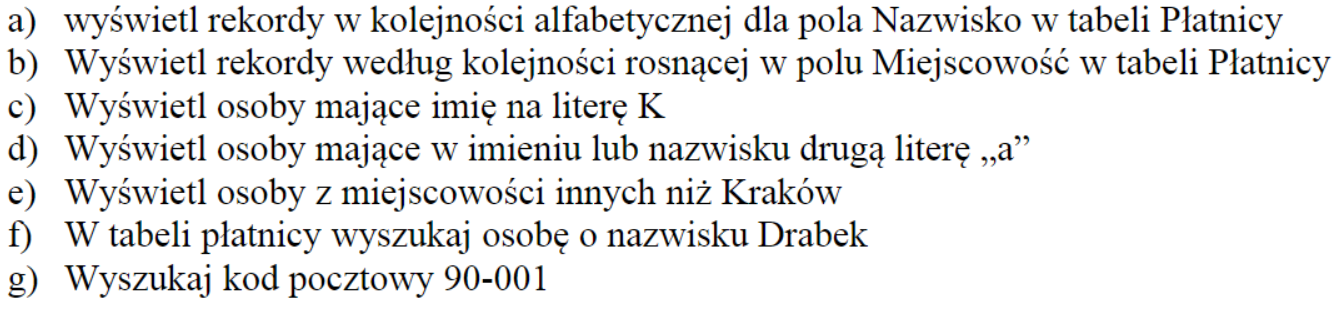 a) wyświetl rekordy w kolejności alfabetycznej dla pola Nazwisko w tabeli Płatnicy
b) Wyświetl rekordy według kolejności rosnącej w polu Miejscowość w tabeli Płatnicy
c) Wyświetl osoby mające imię na literę K
d) Wyświetl osoby mające w imieniu lub nazwisku drugą literę „a”
e) Wyświetl osoby z miejscowości innych niż Kraków
f) W tabeli płatnicy wyszukaj osobę o nazwisku Drabek
g) Wyszukaj kod pocztowy 90-001